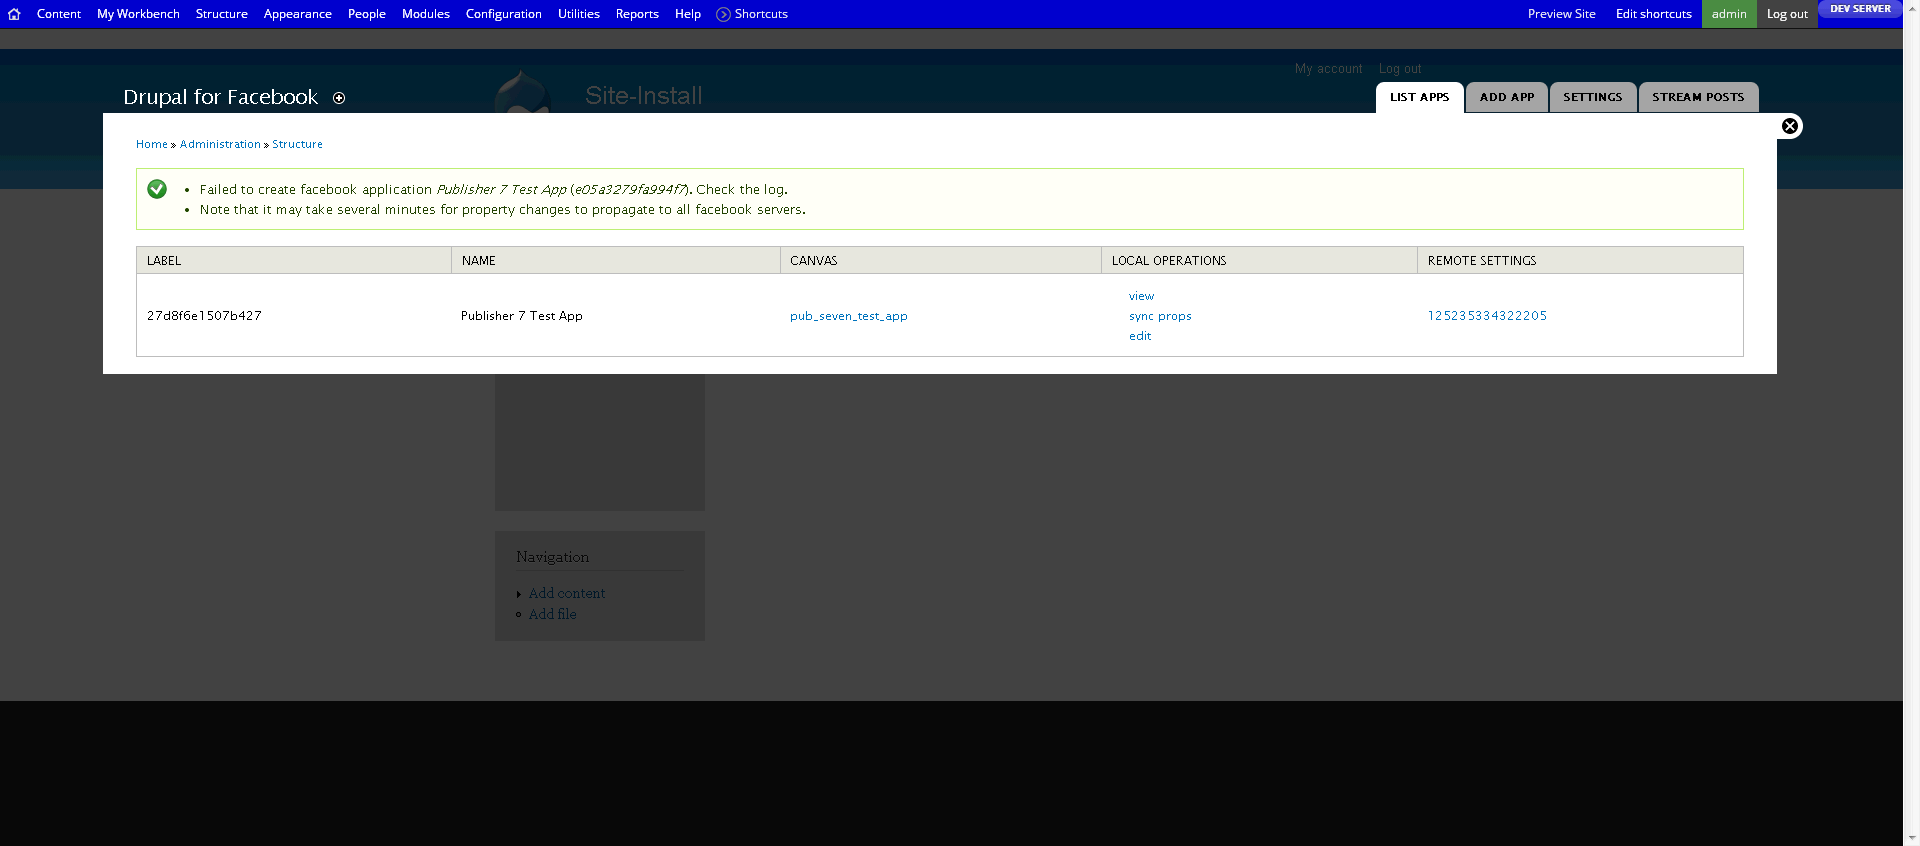 Content My Workbench Structure Appearance People Modules Configuration Utilities Reports Help Shortcuts Preview Site Edit shortcuts admin Log out DEV SERVER
My account Log out
Drupal for Facebook Site-Install LIST APPS ADD APP SETTINGS STREAM POSTS
Home » Administration » Structure
• Failed to create facebook application Publisher 7 Test App (e05a3279fa994f7). Check the log.
• Note that it may take several minutes for property changes to propagate to all facebook servers.
LABEL NAME CANVAS LOCAL OPERATIONS REMOTE SETTINGS
view
27d8f6e1507b427 Publisher 7 Test App pub_seven_test_app sync props 125235334322205
edit
Navigation
Add content
Add file